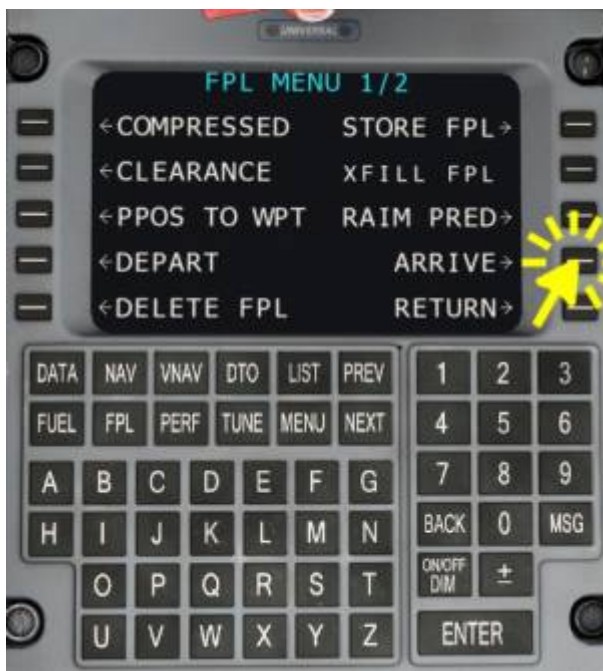 UNIVERSAL
FPL MENU 1/2
←COMPRESSED STORE FPL→
←CLEARANCE XFILL FPL
←PPOS TO WPT RAIM PRED→
←DEPART ARRIVE→
←DELETE FPL RETURN→
DATA NAV VNAV DTO LIST PREV 1 2 3
FUEL FPL PERF TUNE MENU NEXT 4 5 6
A B C D E F G 7 8 9
H I J K L M N BACK 0 MSG
O P Q R S T ON/OFF DIM ±
U V W X Y Z ENTER